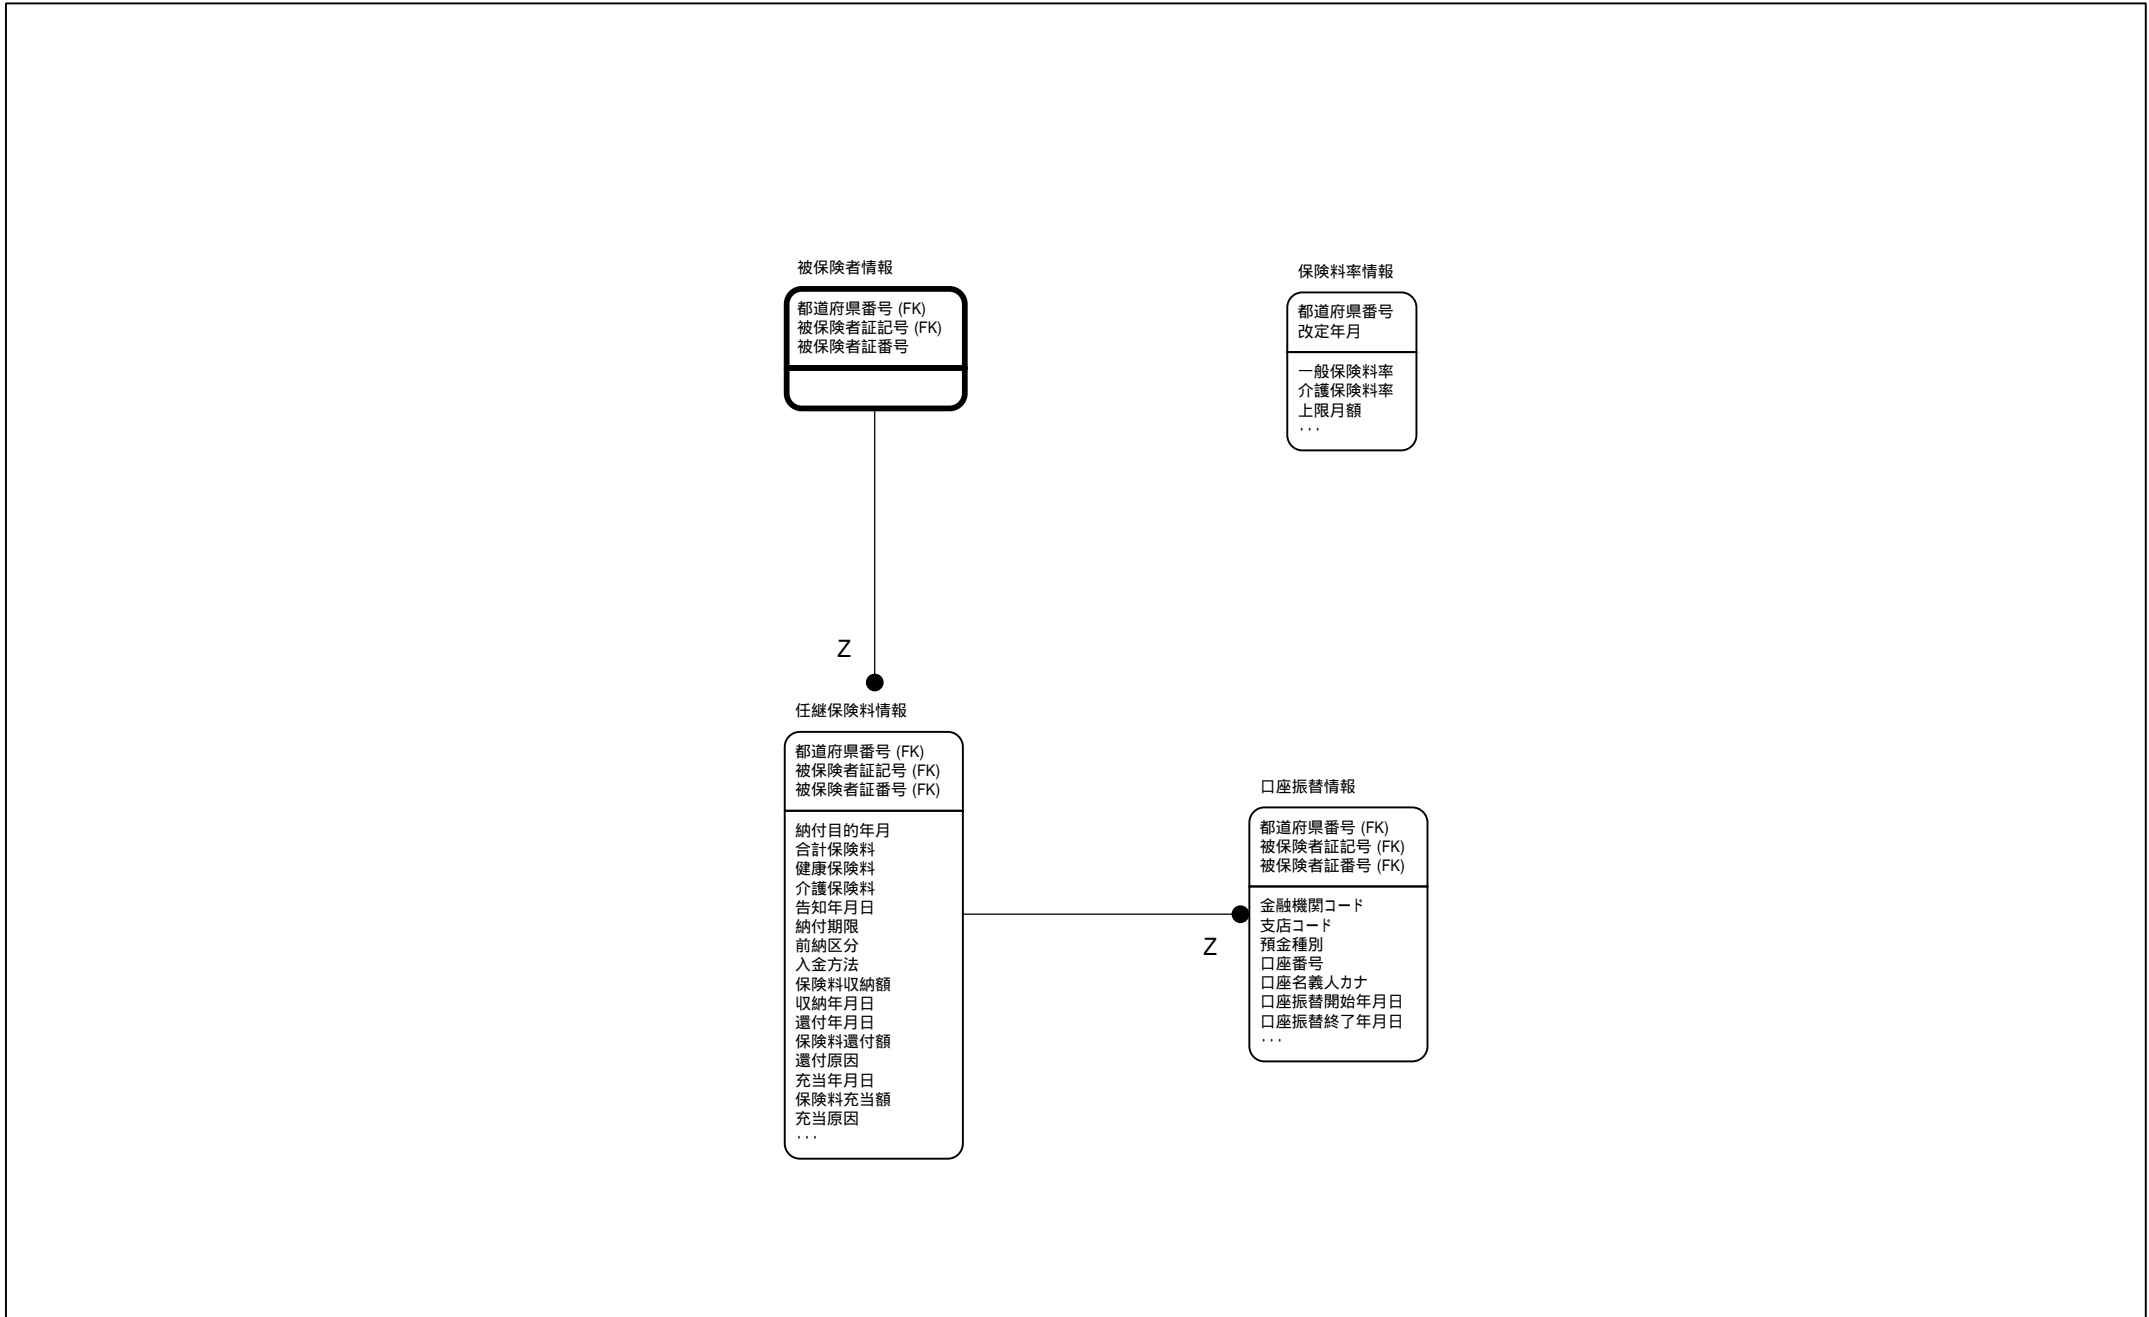 被保険者情報
都道府県番号 (FK)
被保険者証記号 (FK)
被保険者証番号
保険料率情報
都道府県番号
改定年月
一般保険料率
介護保険料率
上限月額
...
Z
任継保険料情報
都道府県番号 (FK)
被保険者証記号 (FK)
被保険者証番号 (FK)
納付目的年月
合計保険料
健康保険料
介護保険料
告知年月日
納付期限
前納区分
入金方法
保険料収納額
収納年月日
還付年月日
保険料還付額
還付原因
充当年月日
保険料充当額
充当原因
...
Z
口座振替情報
都道府県番号 (FK)
被保険者証記号 (FK)
被保険者証番号 (FK)
金融機関コード
支店コード
預金種別
口座番号
口座名義人カナ
口座振替開始年月日
口座振替終了年月日
...